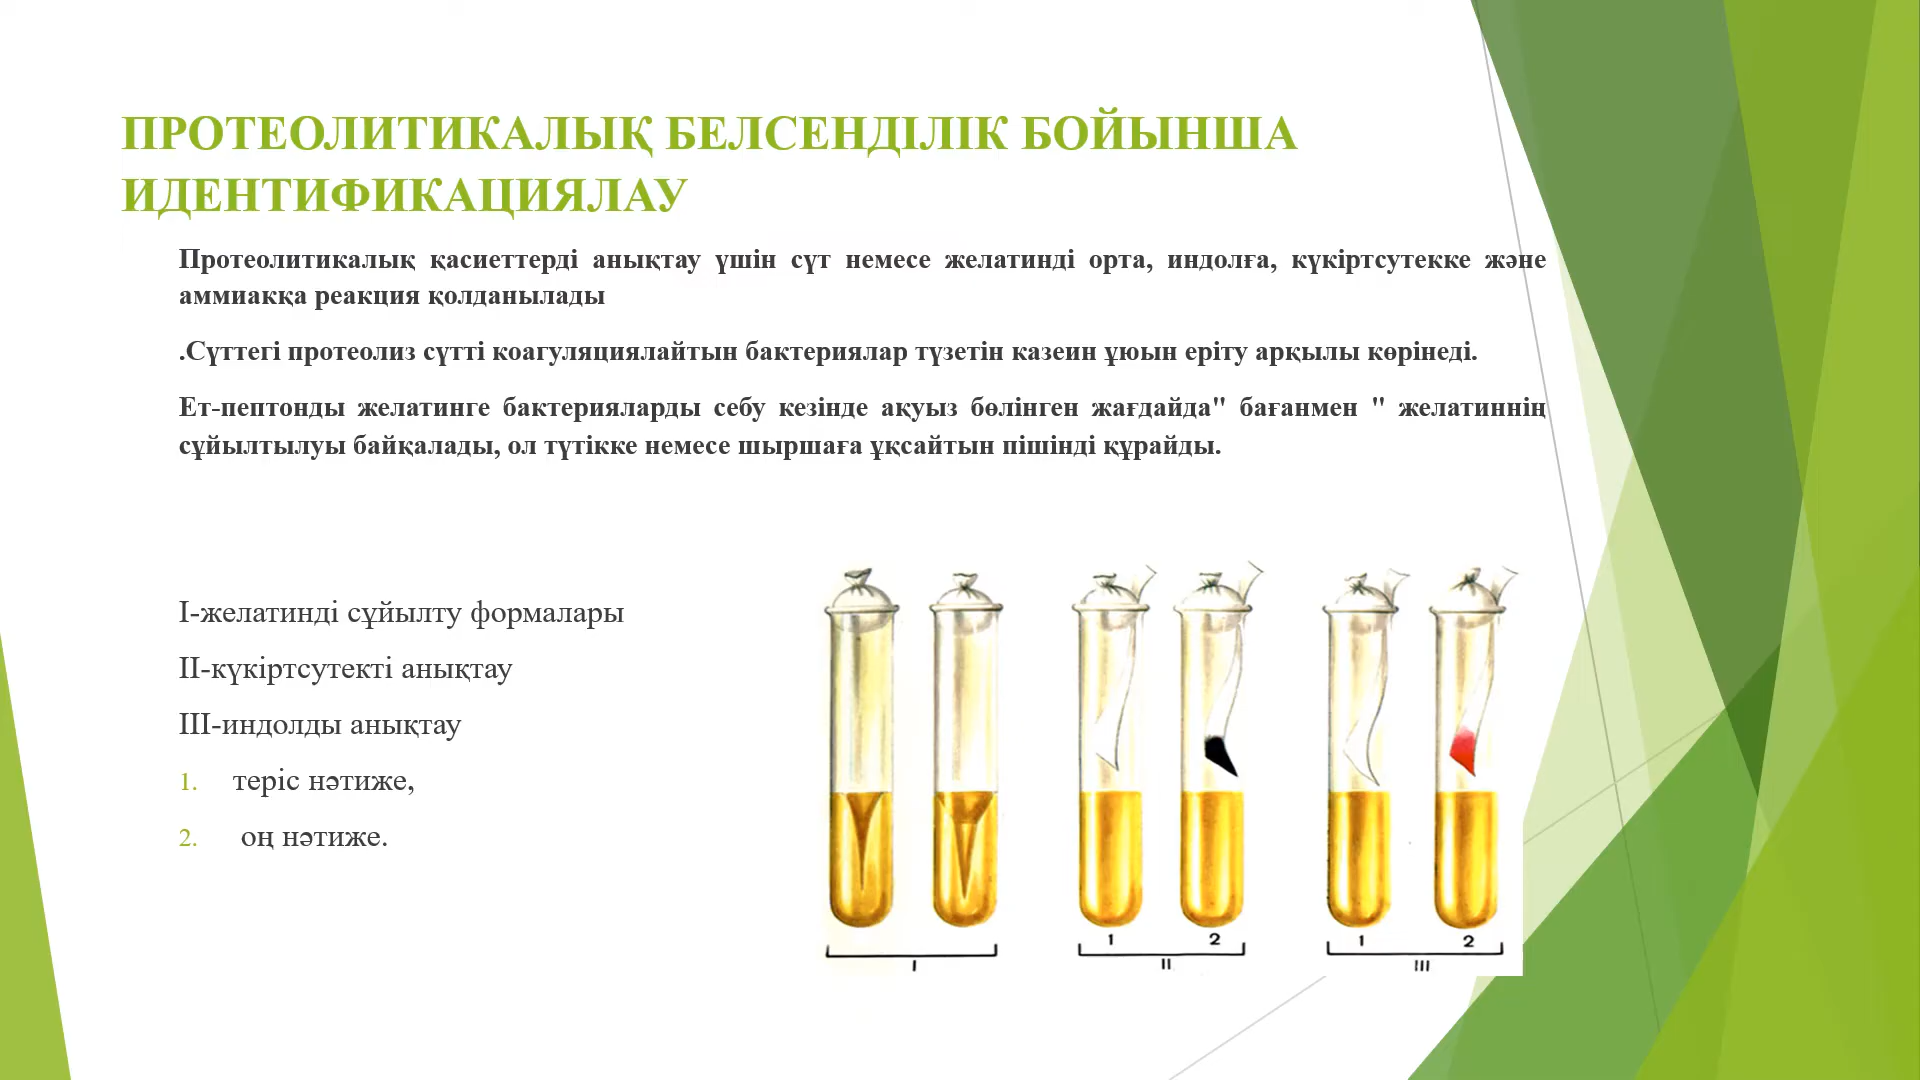 ПРОТЕОЛИТИКАЛЫҚ БЕЛСЕНДІЛІК БОЙЫНША
ИДЕНТИФИКАЦИЯЛАУ
Протеолитикалық қасиеттерді анықтау үшін сүт немесе желатинді орта, индолға, күкіртсутекке және
аммиакқа реакция қолданылады
.Сүттегі протеолиз сүтті коагуляциялайтын бактериялар түзетін казеин ұюын еріту арқылы көрінеді.
Ет-пептонды желатинге бактерияларды себу кезінде ақуыз бөлінген жағдайда" бағанмен " желатиннің
сұйылтылуы байқалады, ол түтікке немесе шыршаға ұқсайтын пішінді құрайды.
I-желатинді сұйылту формалары
II-күкіртсутекті анықтау
III-индолды анықтау
1. теріс нәтиже,
2. оң нәтиже.
1 2 1 2
I II III